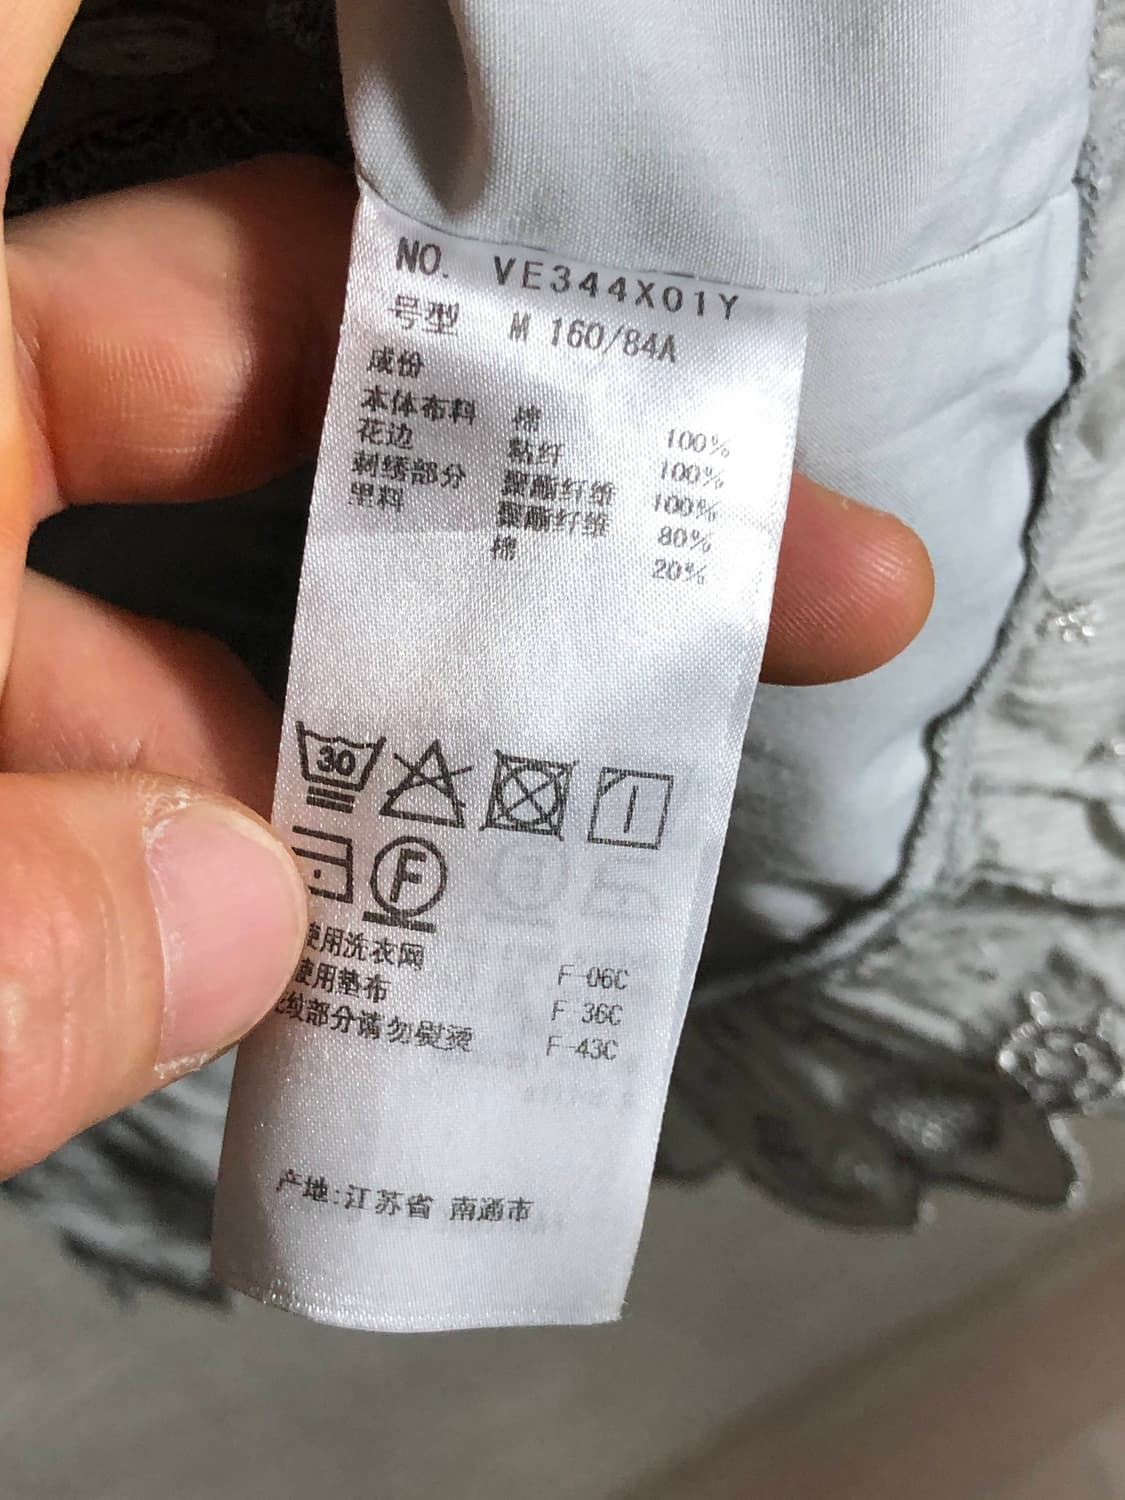 NO. VE344X01Y
号型 M 160/84A
成份
本体布料 棉 100%
花边 粘纤 100%
刺绣部分 聚酯纤维 100%
里料 聚酯纤维 80%
棉 20%
30
F
使用洗衣网 F-06C
使用垫布 F-36C
纹部分请勿熨烫 F-43C
产地:江苏省 南通市